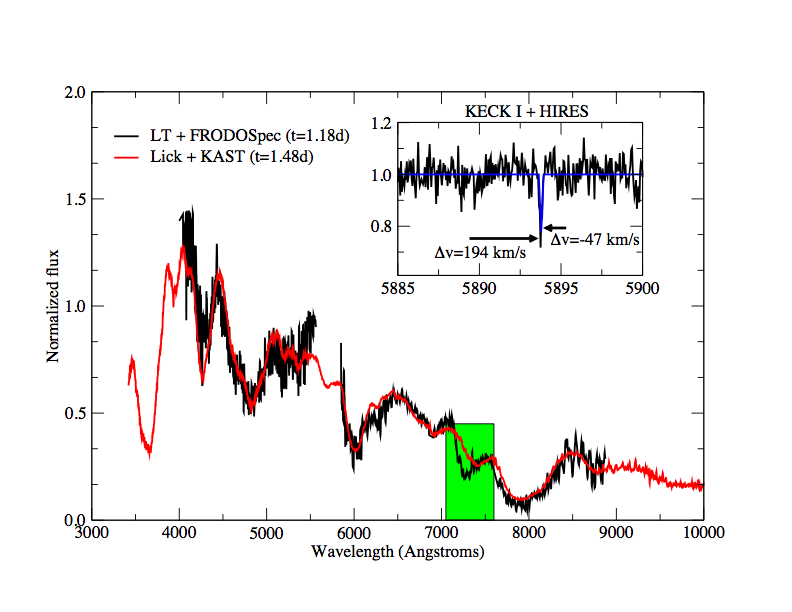 KECK I + HIRES
2.0
1.5
1.0
0.5
0.0
Normalized flux
LT + FRODOSpec (t=1.18d)
Lick + KAST (t=1.48d)
1.2
1.0
0.8
Δv=194 km/s
Δv=-47 km/s
5885 5890 5895 5900
3000 4000 5000 6000 7000 8000 9000 10000
Wavelength (Angstroms)